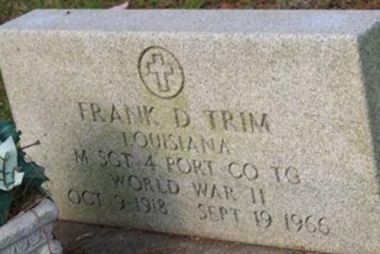 FRANK D TRIM
LOUISIANA
M SGT 4 PORT CO TC
WORLD WAR II
OCT 9 1918 SEPT 19 1966